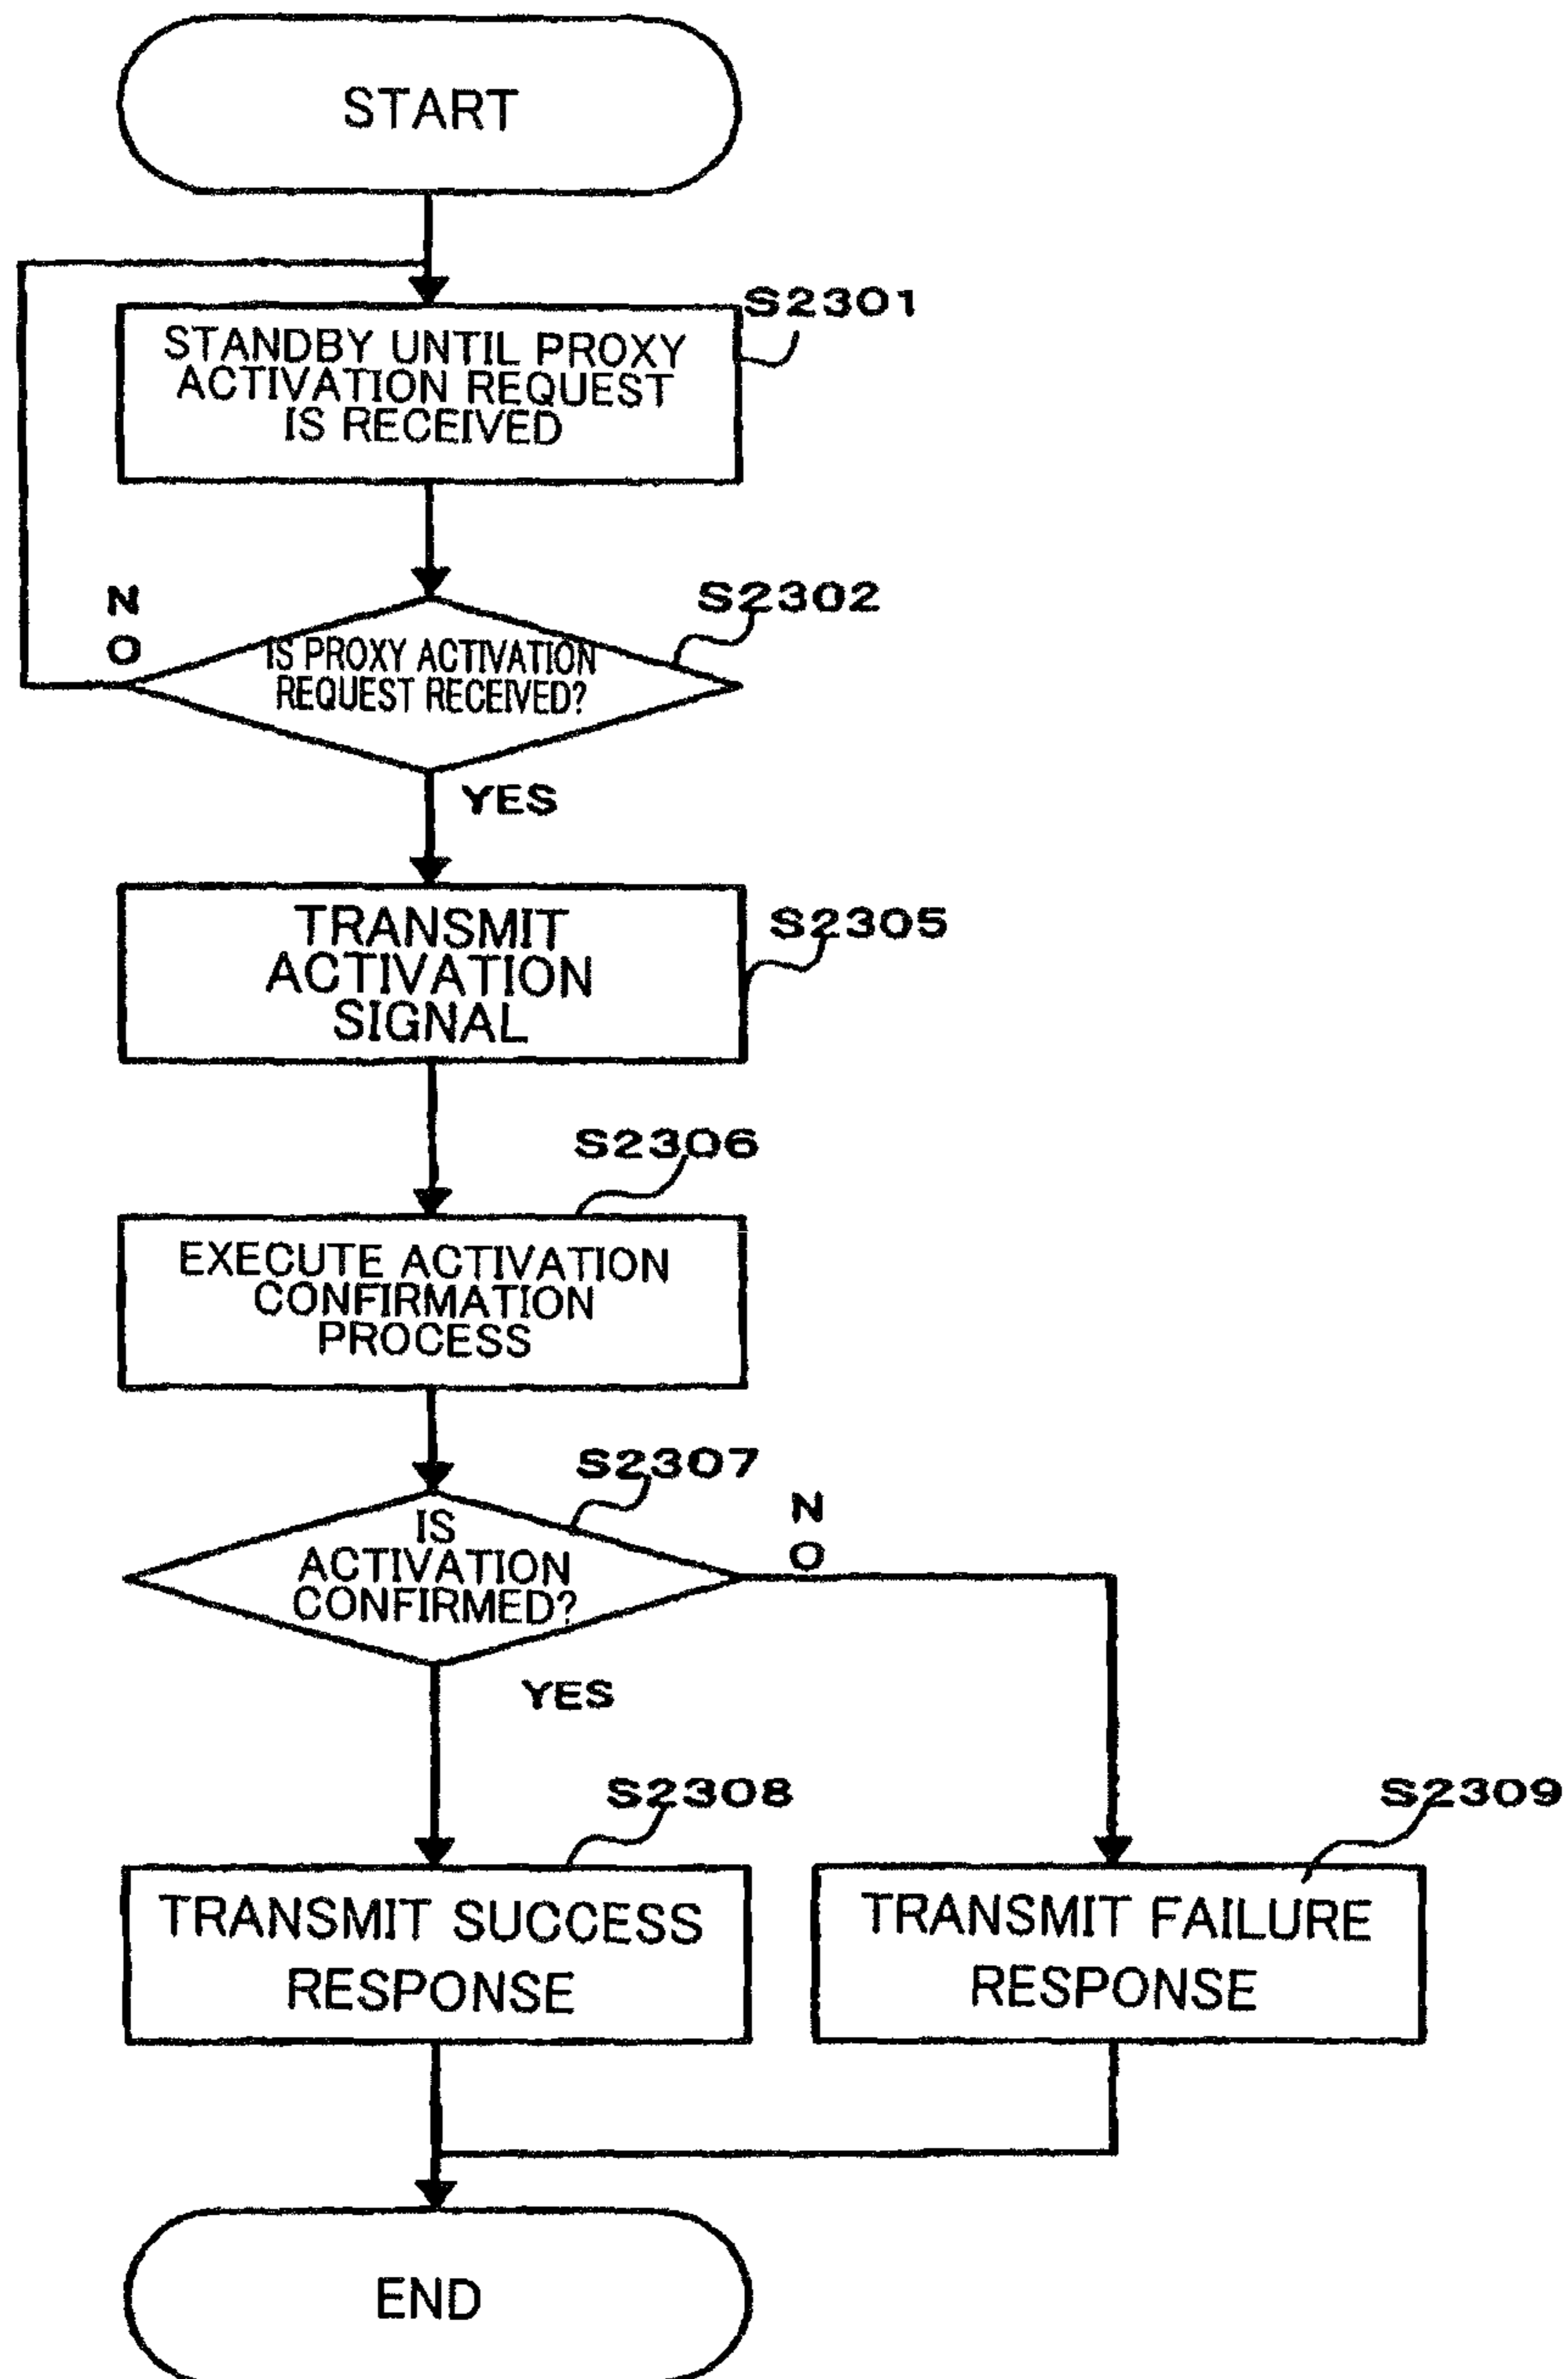 START
S2301
STANDBY UNTIL PROXY
ACTIVATION REQUEST
IS RECEIVED
N
O
S2302
IS PROXY ACTIVATION
REQUEST RECEIVED?
YES
TRANSMIT
ACTIVATION
SIGNAL
S2305
S2306
EXECUTE ACTIVATION
CONFIRMATION
PROCESS
S2307
IS
ACTIVATION
CONFIRMED?
N
O
YES
S2308
TRANSMIT SUCCESS
RESPONSE
S2309
TRANSMIT FAILURE
RESPONSE
END